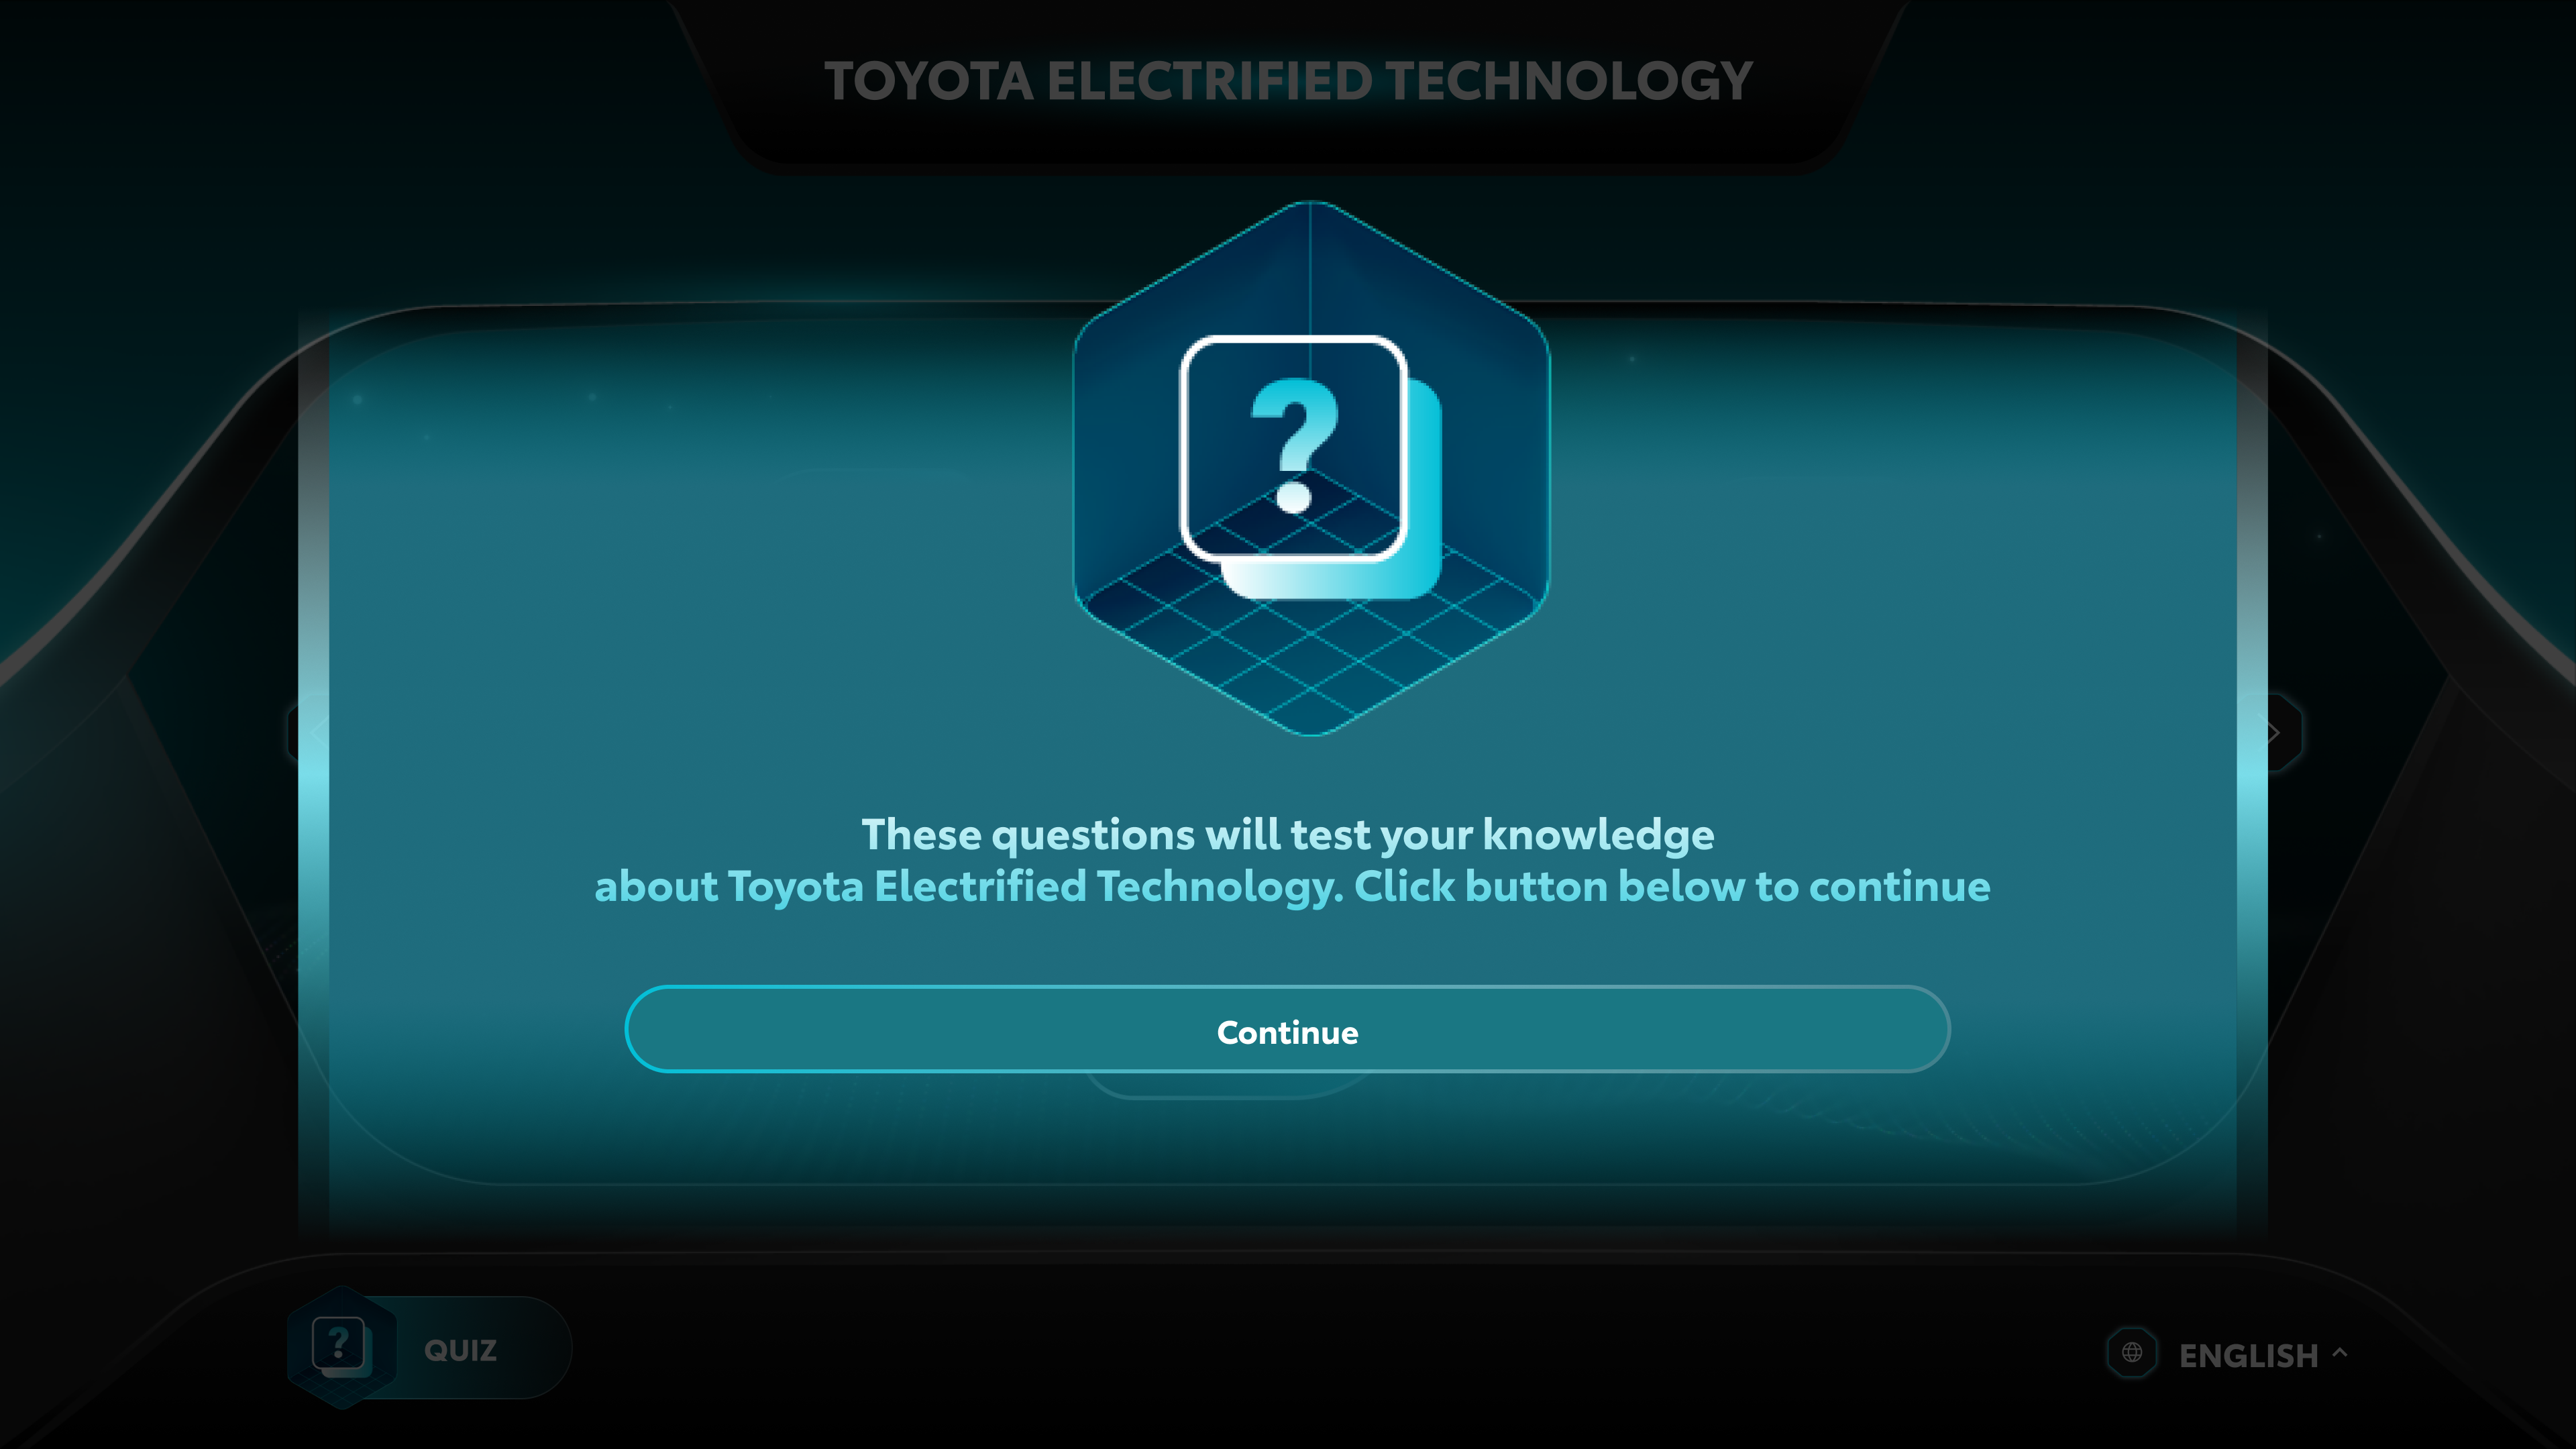 TOYOTA ELECTRIFIED TECHNOLOGY
?
These questions will test your knowledge
about Toyota Electrified Technology. Click button below to continue
Continue
?
QUIZ
ENGLISH